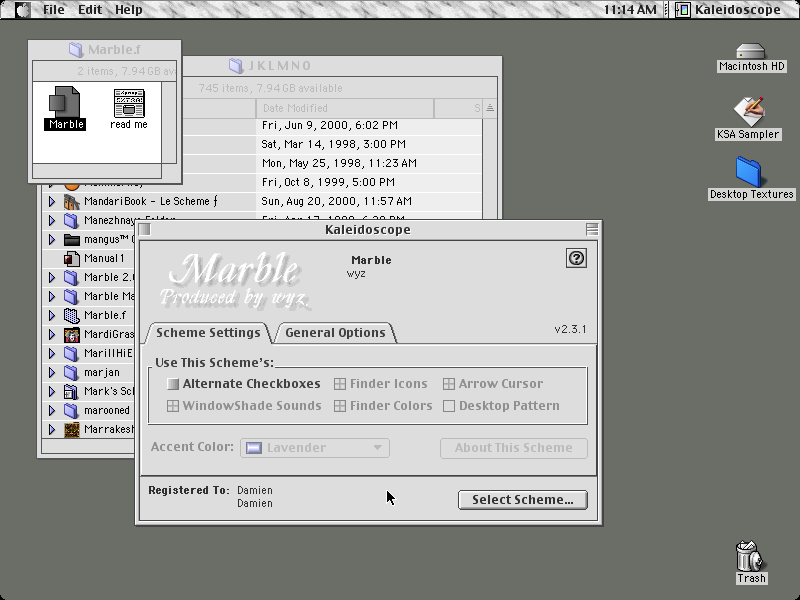 File Edit Help 11:14 AM Kaleidoscope
Marble.f
2 items, 7.94 GB av
Marble
read me
JKLMNO
745 items, 7.94 GB available
Date Modified S
Fri, Jun 9, 2000, 6:02 PM
Sat, Mar 14, 1998, 3:00 PM
Mon, May 25, 1998, 11:23 AM
Fri, Oct 8, 1999, 5:00 PM
MandariBook - Le Scheme ƒ Sun, Aug 20, 2000, 11:57 AM
Manezhnaya Folder
mangus™
Manual1
Marble 2.
Marble Ma
Marble.f
MardiGras
MarillHiE
marjan
Mark's Scl
marooned
Marrakesh
Macintosh HD
KSA Sampler
Desktop Textures
Kaleidoscope
Marble
Produced by wyz
Marble
wyz
Scheme Settings General Options v2.3.1
Use This Scheme's:
Alternate Checkboxes Finder Icons Arrow Cursor
WindowShade Sounds Finder Colors Desktop Pattern
Accent Color: Lavender About This Scheme
Registered To: Damien
Damien
Select Scheme...
Trash